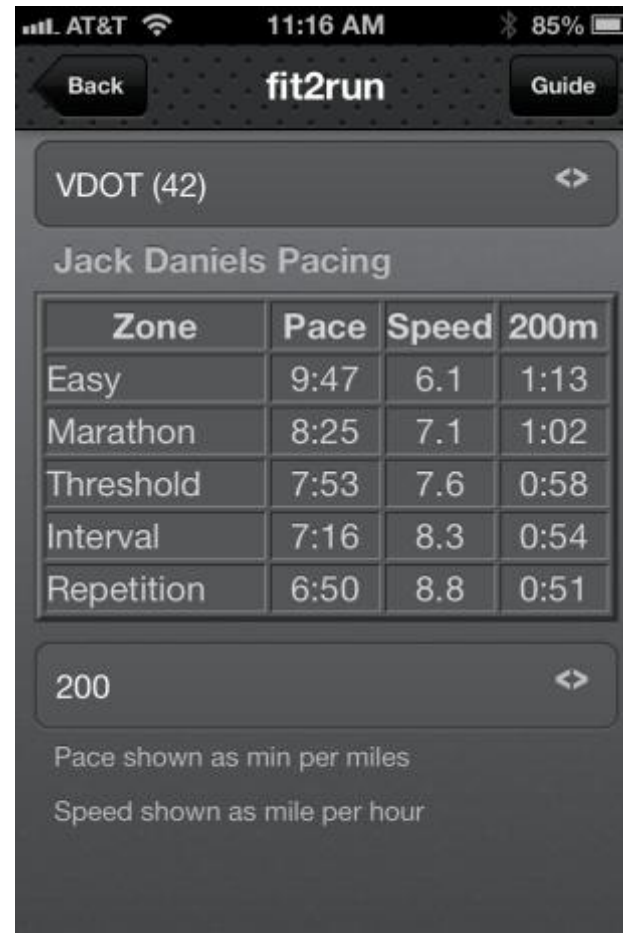 AT&T 11:16 AM 85%
Back fit2run Guide
VDOT (42) <>
Jack Daniels Pacing
Zone Pace Speed 200m
Easy 9:47 6.1 1:13
Marathon 8:25 7.1 1:02
Threshold 7:53 7.6 0:58
Interval 7:16 8.3 0:54
Repetition 6:50 8.8 0:51
200 <>
Pace shown as min per miles
Speed shown as mile per hour